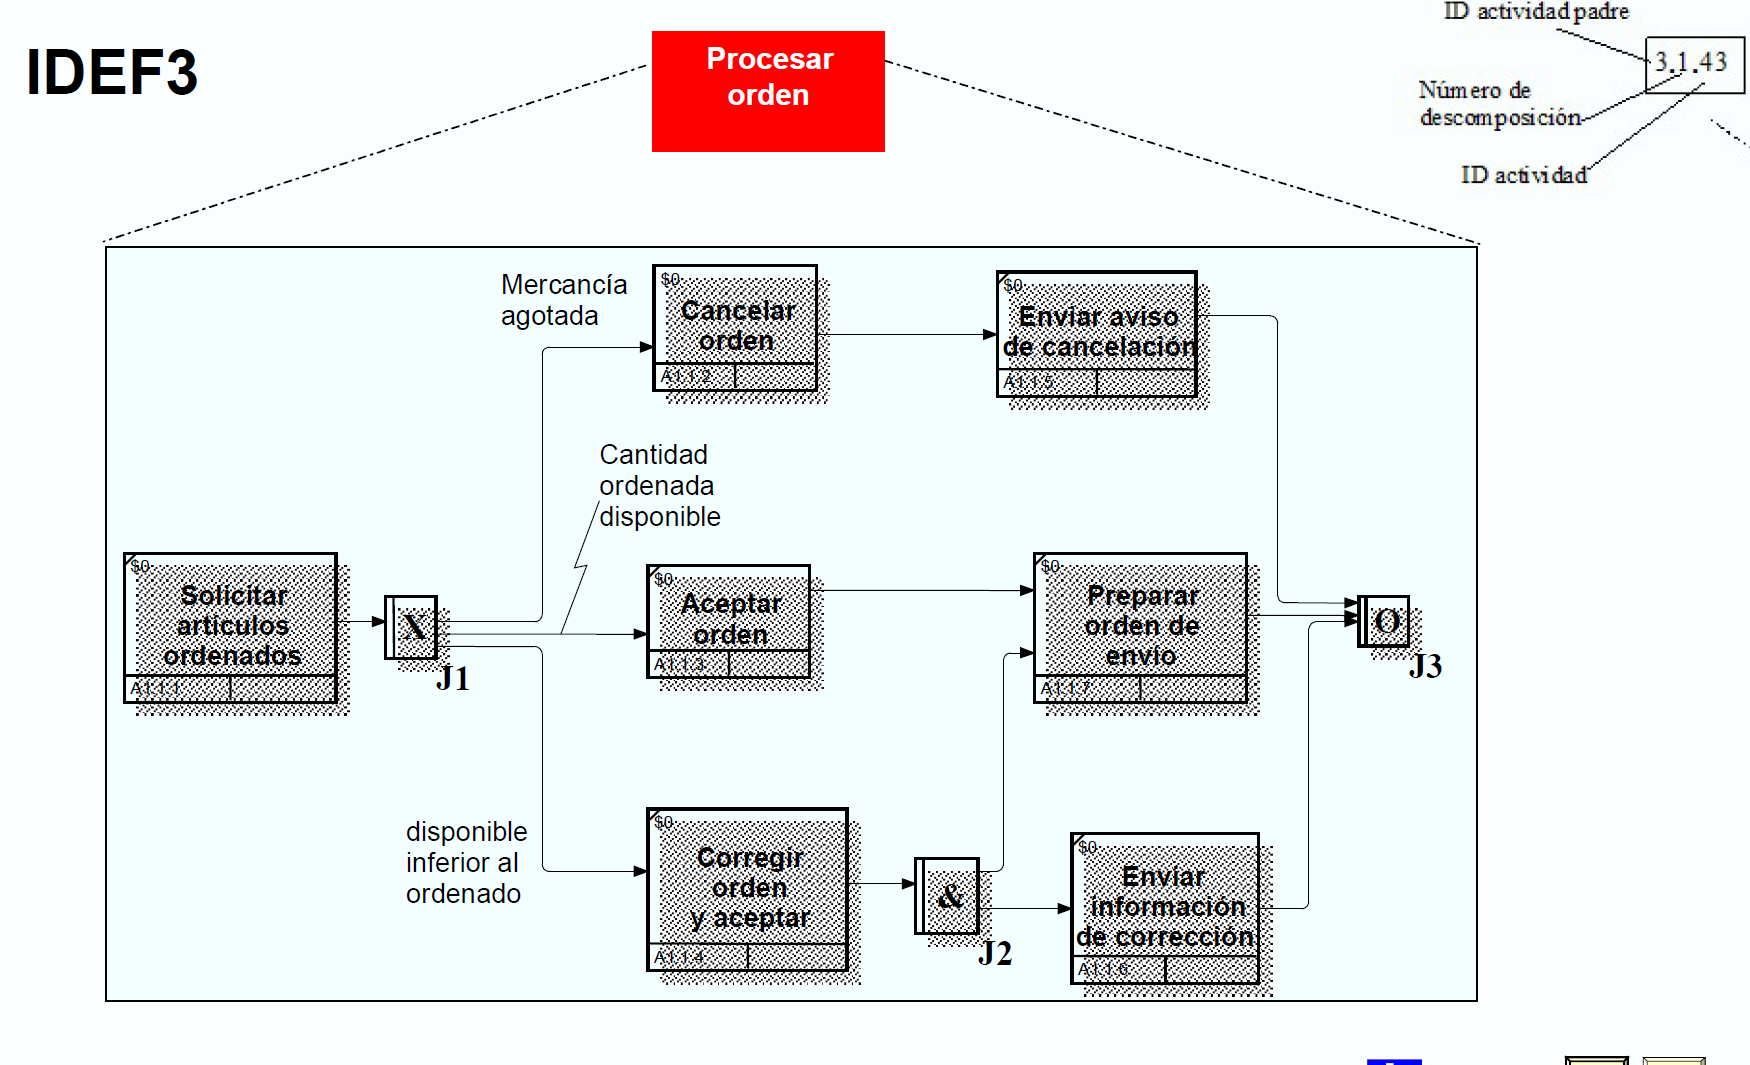 IDEF3
Procesar
orden
ID actividad padre
3.1.43
Número de
descomposición
ID actividad
Mercancía
agotada
$0
Cancelar
orden
A1.1.2
$0
Enviar aviso
de cancelación
A1.1.5
Cantidad
ordenada
disponible
$0
Solicitar
articulos
ordenados
A1.1.1
X
J1
$0
Aceptar
orden
A1.1.3
$0
Preparar
orden de
envio
A1.1.7
O
J3
disponible
inferior al
ordenado
$0
Corregir
orden
y aceptar
A1.1.4
&
J2
$0
Enviar
información
de corrección
A1.1.6